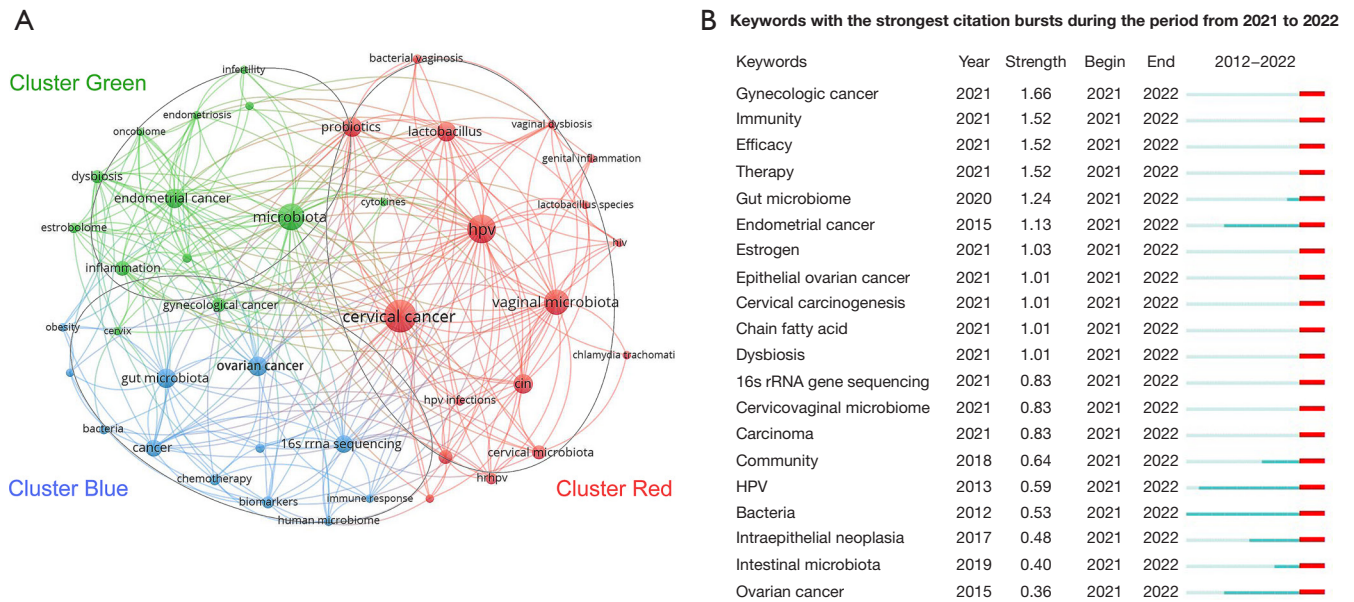 A
Cluster Green
infertility
bacterial vaginosis
endometriosis
oncobiome
probiotics
lactobacillus
vaginal dysbiosis
genital inflammation
dysbiosis
endometrial cancer
microbiota
cytokines
lactobacillus species
estrobolome
hpv
hiv
inflammation
gynecological cancer
vaginal microbiota
cervical cancer
obesity
cervix
chlamydia trachomati
ovarian cancer
gut microbiota
cin
hpv infections
bacteria
cancer
16s rrna sequencing
cervical microbiota
chemotherapy
hrhpv
Cluster Blue
Cluster Red
biomarkers
immune response
human microbiome
B Keywords with the strongest citation bursts during the period from 2021 to 2022
Keywords Year Strength Begin End 2012–2022
Gynecologic cancer 2021 1.66 2021 2022
Immunity 2021 1.52 2021 2022
Efficacy 2021 1.52 2021 2022
Therapy 2021 1.52 2021 2022
Gut microbiome 2020 1.24 2021 2022
Endometrial cancer 2015 1.13 2021 2022
Estrogen 2021 1.03 2021 2022
Epithelial ovarian cancer 2021 1.01 2021 2022
Cervical carcinogenesis 2021 1.01 2021 2022
Chain fatty acid 2021 1.01 2021 2022
Dysbiosis 2021 1.01 2021 2022
16s rRNA gene sequencing 2021 0.83 2021 2022
Cervicovaginal microbiome 2021 0.83 2021 2022
Carcinoma 2021 0.83 2021 2022
Community 2018 0.64 2021 2022
HPV 2013 0.59 2021 2022
Bacteria 2012 0.53 2021 2022
Intraepithelial neoplasia 2017 0.48 2021 2022
Intestinal microbiota 2019 0.40 2021 2022
Ovarian cancer 2015 0.36 2021 2022